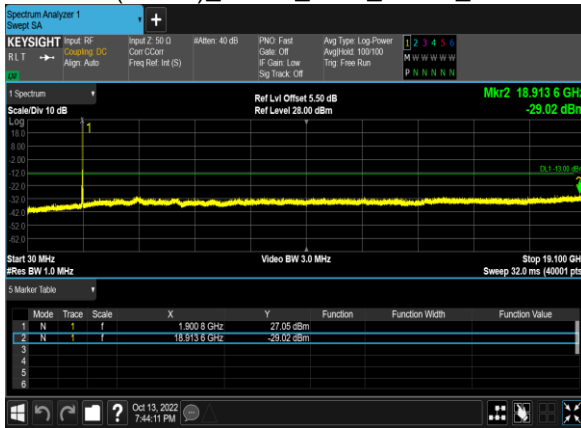 Spectrum Analyzer 1
Swept SA
+
KEYSIGHT Input: RF Input Z: 50 Ω #Atten: 40 dB PNO: Fast Avg Type: Log-Power 1 2 3 4 5 6
RLT Coupling: DC Corr CCorr Gate: Off Avg|Hold: 100/100 M W W W W W
Align: Auto Freq Ref: Int (S) IF Gain: Low Trig: Free Run
Sig Track: Off P N N N N N
1 Spectrum Ref Lvl Offset 5.50 dB Mkr2 18.913 6 GHz
Scale/Div 10 dB Ref Level 28.00 dBm -29.02 dBm
Log
18.0
1
8.00
-2.00
-12.0 DL1 -13.00 dBm
-22.0
-32.0
-42.0
-52.0
-62.0
Start 30 MHz Video BW 3.0 MHz Stop 19.100 GH
#Res BW 1.0 MHz Sweep 32.0 ms (40001 pts
5 Marker Table
Mode Trace Scale X Y Function Function Width Function Value
1 N 1 f 1.900 8 GHz 27.05 dBm
2 N 1 f 18.913 6 GHz -29.02 dBm
3
4
5
6
? Oct 13, 2022
7:44:11 PM